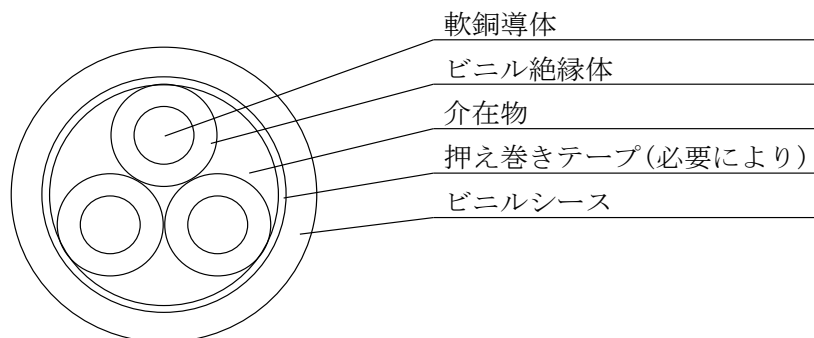 軟銅導体
ビニル絶縁体
介在物
押え巻きテープ(必要により)
ビニルシース